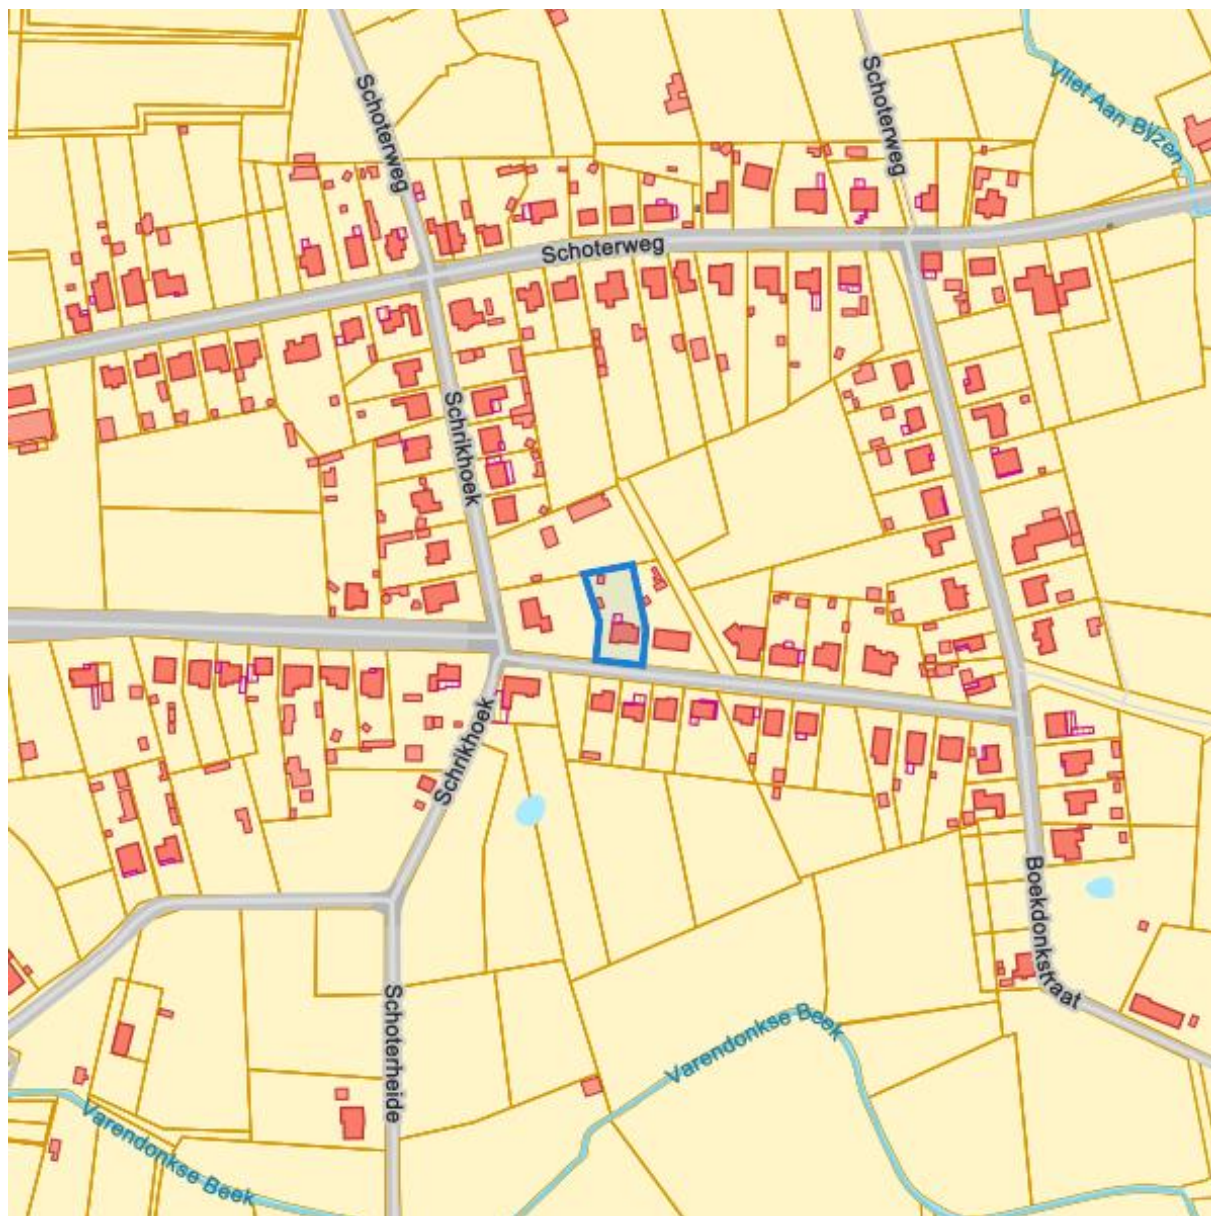 Schoterweg
Schoterweg
Vliet Aan Bijzen
Schoterweg
Schrikhoek
Schrikhoek
Boekdonkstraat
Schoterheide
Varendonkse Beek
Varendonkse Beek